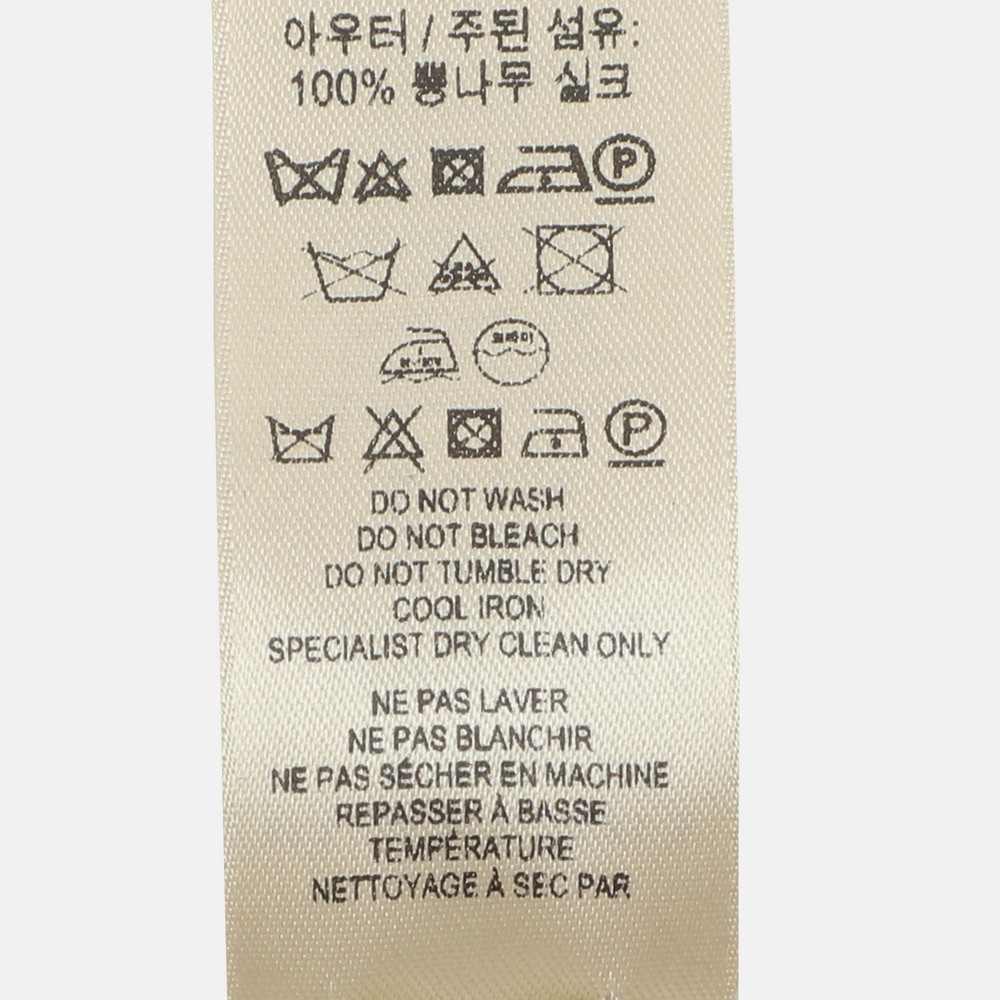 아우터 / 주된 섬유:
100% 뽕나무 실크
P
P
DO NOT WASH
DO NOT BLEACH
DO NOT TUMBLE DRY
COOL IRON
SPECIALIST DRY CLEAN ONLY
NE PAS LAVER
NE PAS BLANCHIR
NE PAS SÉCHER EN MACHINE
REPASSER À BASSE
TEMPÉRATURE
NETTOYAGE À SEC PAR